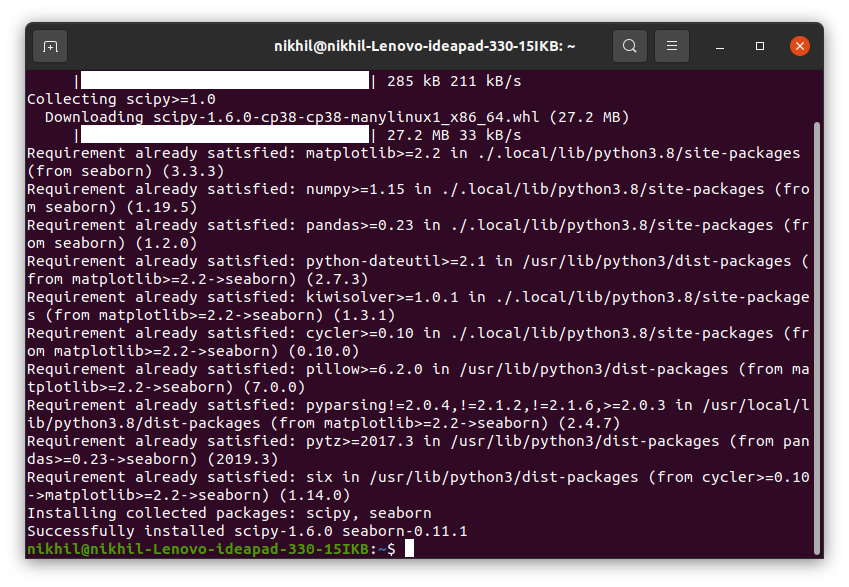 nikhil@nikhil-Lenovo-ideapad-330-15IKB: ~
|                                | 285 kB 211 kB/s
Collecting scipy>=1.0
Downloading scipy-1.6.0-cp38-cp38-manylinux1_x86_64.whl (27.2 MB)
|                                | 27.2 MB 33 kB/s
Requirement already satisfied: matplotlib>=2.2 in ./.local/lib/python3.8/site-packages
(from seaborn) (3.3.3)
Requirement already satisfied: numpy>=1.15 in ./.local/lib/python3.8/site-packages (fro
m seaborn) (1.19.5)
Requirement already satisfied: pandas>=0.23 in ./.local/lib/python3.8/site-packages (fr
om seaborn) (1.2.0)
Requirement already satisfied: python-dateutil>=2.1 in /usr/lib/python3/dist-packages (
from matplotlib>=2.2->seaborn) (2.7.3)
Requirement already satisfied: kiwisolver>=1.0.1 in ./.local/lib/python3.8/site-package
s (from matplotlib>=2.2->seaborn) (1.3.1)
Requirement already satisfied: cycler>=0.10 in ./.local/lib/python3.8/site-packages (fr
om matplotlib>=2.2->seaborn) (0.10.0)
Requirement already satisfied: pillow>=6.2.0 in /usr/lib/python3/dist-packages (from ma
tplotlib>=2.2->seaborn) (7.0.0)
Requirement already satisfied: pyparsing!=2.0.4,!=2.1.2,!=2.1.6,>=2.0.3 in /usr/local/l
ib/python3.8/dist-packages (from matplotlib>=2.2->seaborn) (2.4.7)
Requirement already satisfied: pytz>=2017.3 in /usr/lib/python3/dist-packages (from pan
das>=0.23->seaborn) (2019.3)
Requirement already satisfied: six in /usr/lib/python3/dist-packages (from cycler>=0.10
->matplotlib>=2.2->seaborn) (1.14.0)
Installing collected packages: scipy, seaborn
Successfully installed scipy-1.6.0 seaborn-0.11.1
nikhil@nikhil-Lenovo-ideapad-330-15IKB:~$